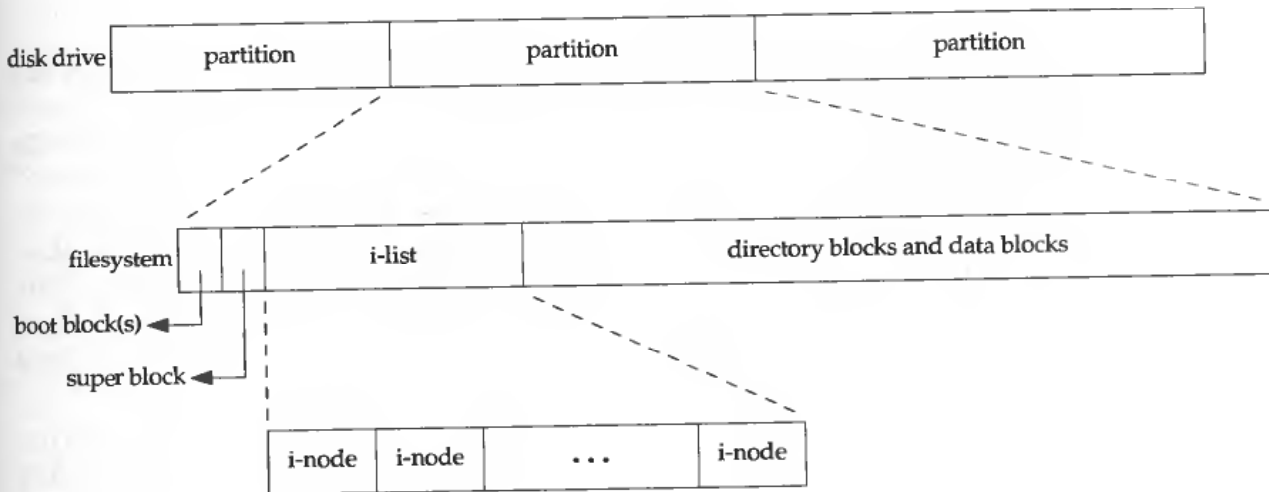 disk drive partition partition partition
filesystem i-list directory blocks and data blocks
boot block(s)
super block
i-node i-node ... i-node